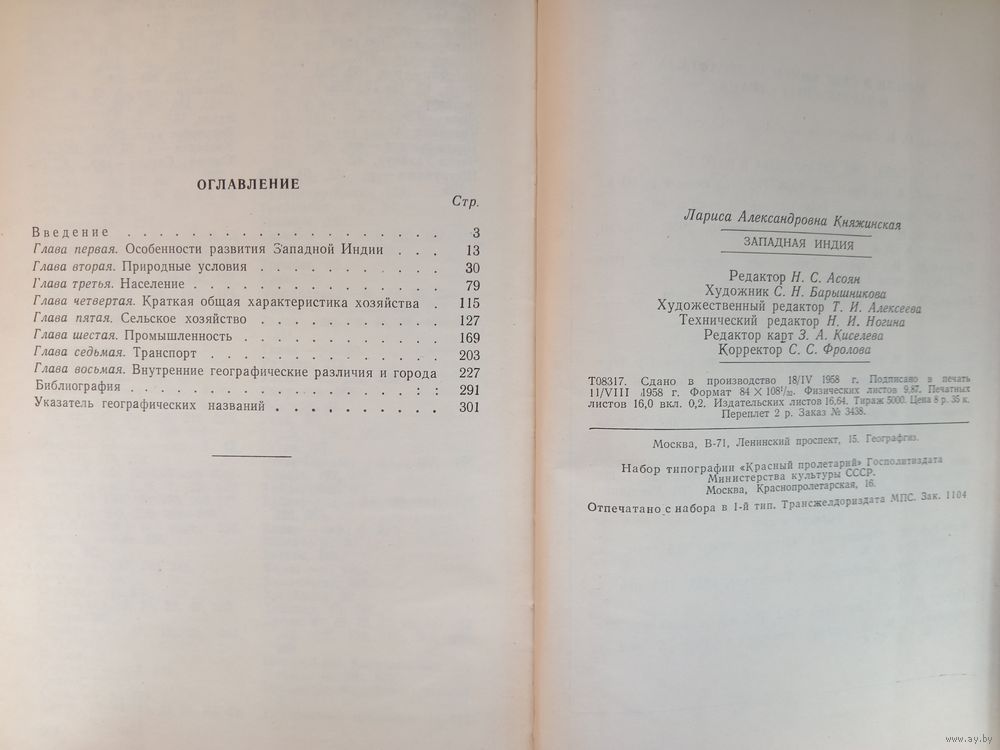 ОГЛАВЛЕНИЕ
Стр.
Введение . . . . . . . . . . . . . . . . . . . 3
Глава первая. Особенности развития Западной Индии . . . 13
Глава вторая. Природные условия . . . . . . . . . . . 30
Глава третья. Население . . . . . . . . . . . . . . 79
Глава четвертая. Краткая общая характеристика хозяйства . 115
Глава пятая. Сельское хозяйство . . . . . . . . . . . 127
Глава шестая. Промышленность . . . . . . . . . . . . 169
Глава седьмая. Транспорт . . . . . . . . . . . . . . 203
Глава восьмая. Внутренние географические различия и города 227
Библиография . . . . . . . . . . . . . . . . . : : 291
Указатель географических названий . . . . . . . . . . 301
Лариса Александровна Княжинская
ЗАПАДНАЯ ИНДИЯ
Редактор Н. С. Асоян
Художник С. Н. Барышникова
Художественный редактор Т. И. Алексеева
Технический редактор Н. И. Ногина
Редактор карт З. А. Киселева
Корректор С. С. Фролова
Т08317. Сдано в производство 18/IV 1958 г. Подписано в печать
11/VIII 1958 г. Формат 84 X 108¹/₃₂. Физических листов 9,87. Печатных
листов 16,0 вкл. 0,2. Издательских листов 16,64. Тираж 5000. Цена 8 р. 35 к.
Переплет 2 р. Заказ № 3438.
Москва, В-71, Ленинский проспект, 15. Географгиз.
Набор типографии «Красный пролетарий» Госполитиздата
Министерства культуры СССР.
Москва, Краснопролетарская, 16.
Отпечатано с набора в 1-й тип. Трансжелдориздата МПС. Зак. 1104
www.ay.by